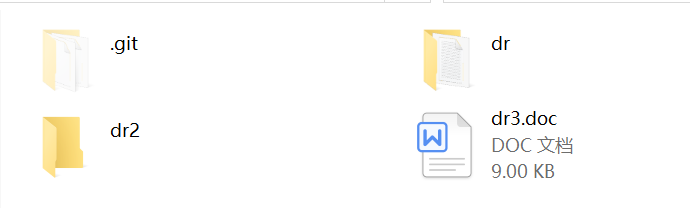 .git
dr
dr2
dr3.doc
DOC 文档
9.00 KB